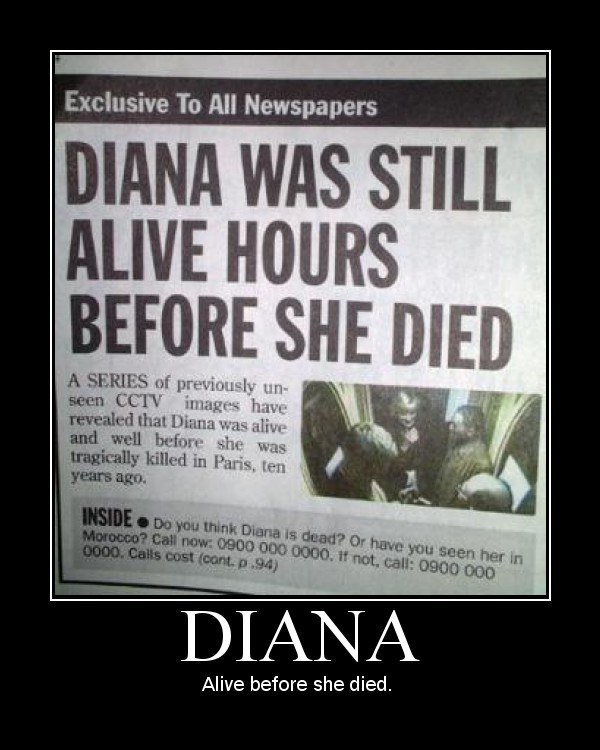 Exclusive To All Newspapers
DIANA WAS STILL
ALIVE HOURS
BEFORE SHE DIED
A SERIES of previously un-
seen CCTV images have
revealed that Diana was alive
and well before she was
tragically killed in Paris, ten
years ago.
INSIDE ● Do you think Diana is dead? Or have you seen her in
Morocco? Call now: 0900 000 0000. If not, call: 0900 000
0000. Calls cost (cont. p .94)
DIANA
Alive before she died.